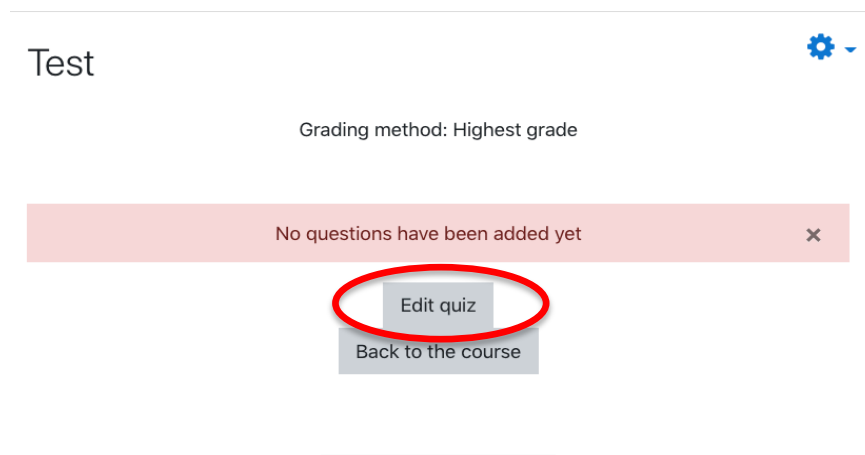 Test
Grading method: Highest grade
No questions have been added yet ×
Edit quiz
Back to the course